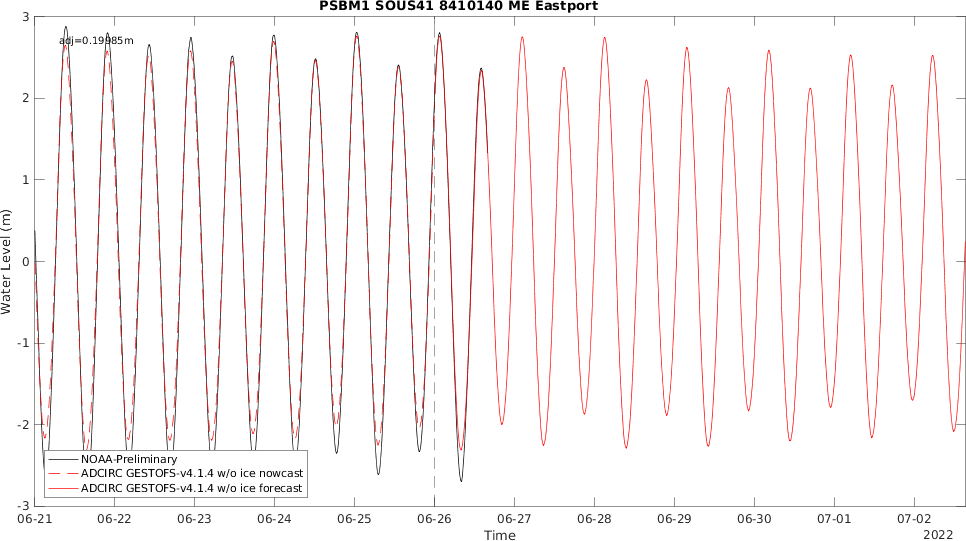 PSBM1 SOUS41 8410140 ME Eastport
adj=0.19985m
3
2
1
0
-1
-2
-3
Water Level (m)
NOAA-Preliminary
ADCIRC GESTOFS-v4.1.4 w/o ice nowcast
ADCIRC GESTOFS-v4.1.4 w/o ice forecast
06-21 06-22 06-23 06-24 06-25 06-26 06-27 06-28 06-29 06-30 07-01 07-02
Time
2022